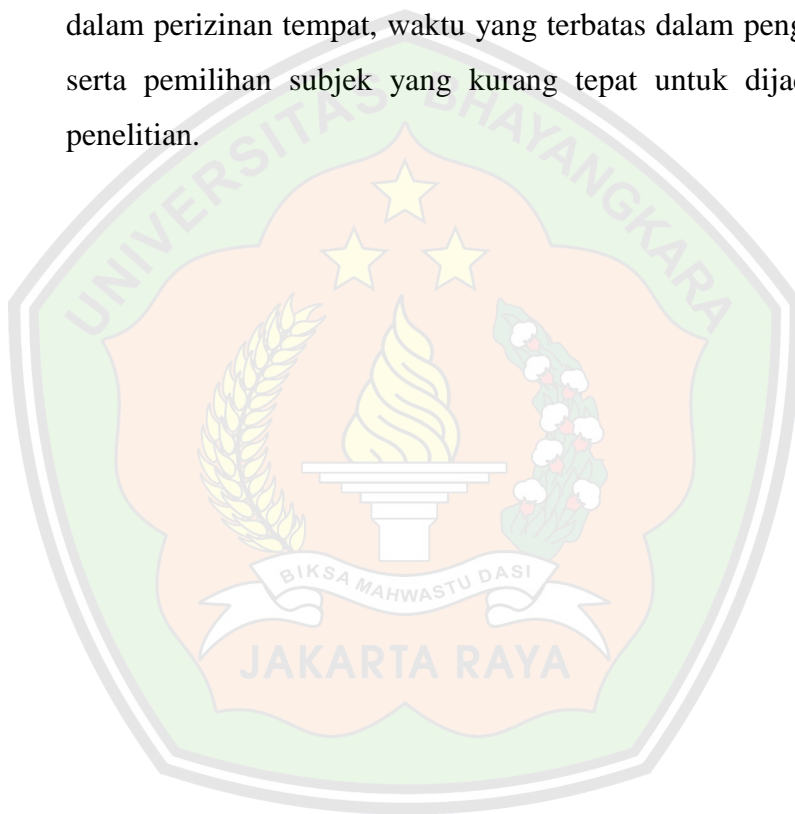 dalam perizinan tempat, waktu yang terbatas dalam
serta pemilihan subjek yang kurang tepat untuk
penelitian.
UNIVERSITAS BHAYANGKARA
BIKSA MAHWASTU DASI
JAKARTA RAYA